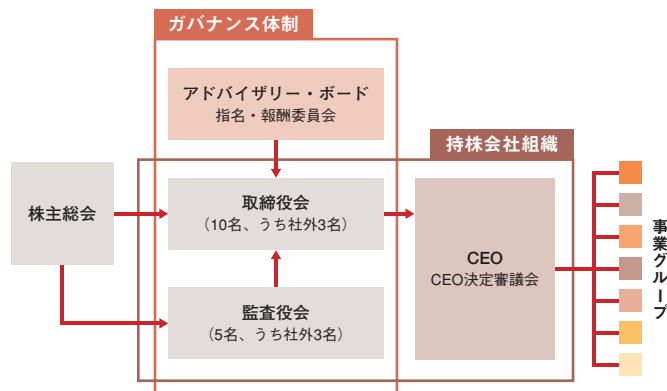 ガバナンス体制
アドバイザリー・ボード
指名・報酬委員会
持株会社組織
株主総会
取締役会
（10名、うち社外3名）
CEO
CEO決定審議会
監査役会
（5名、うち社外3名）
事業グループ